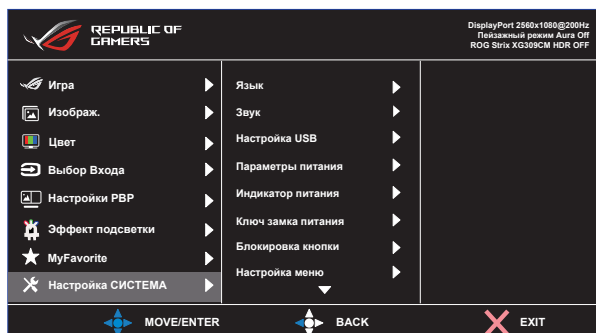 REPUBLIC OF
GAMERS
DisplayPort 2560x1080@200Hz
Пейзажный режим Aura Off
ROG Strix XG309CM HDR OFF
Игра
Изображ.
Цвет
Выбор Входа
Настройки PBP
Эффект подсветки
MyFavorite
Настройка СИСТЕМА
Язык
Звук
Настройка USB
Параметры питания
Индикатор питания
Ключ замка питания
Блокировка кнопки
Настройка меню
MOVE/ENTER
BACK
EXIT